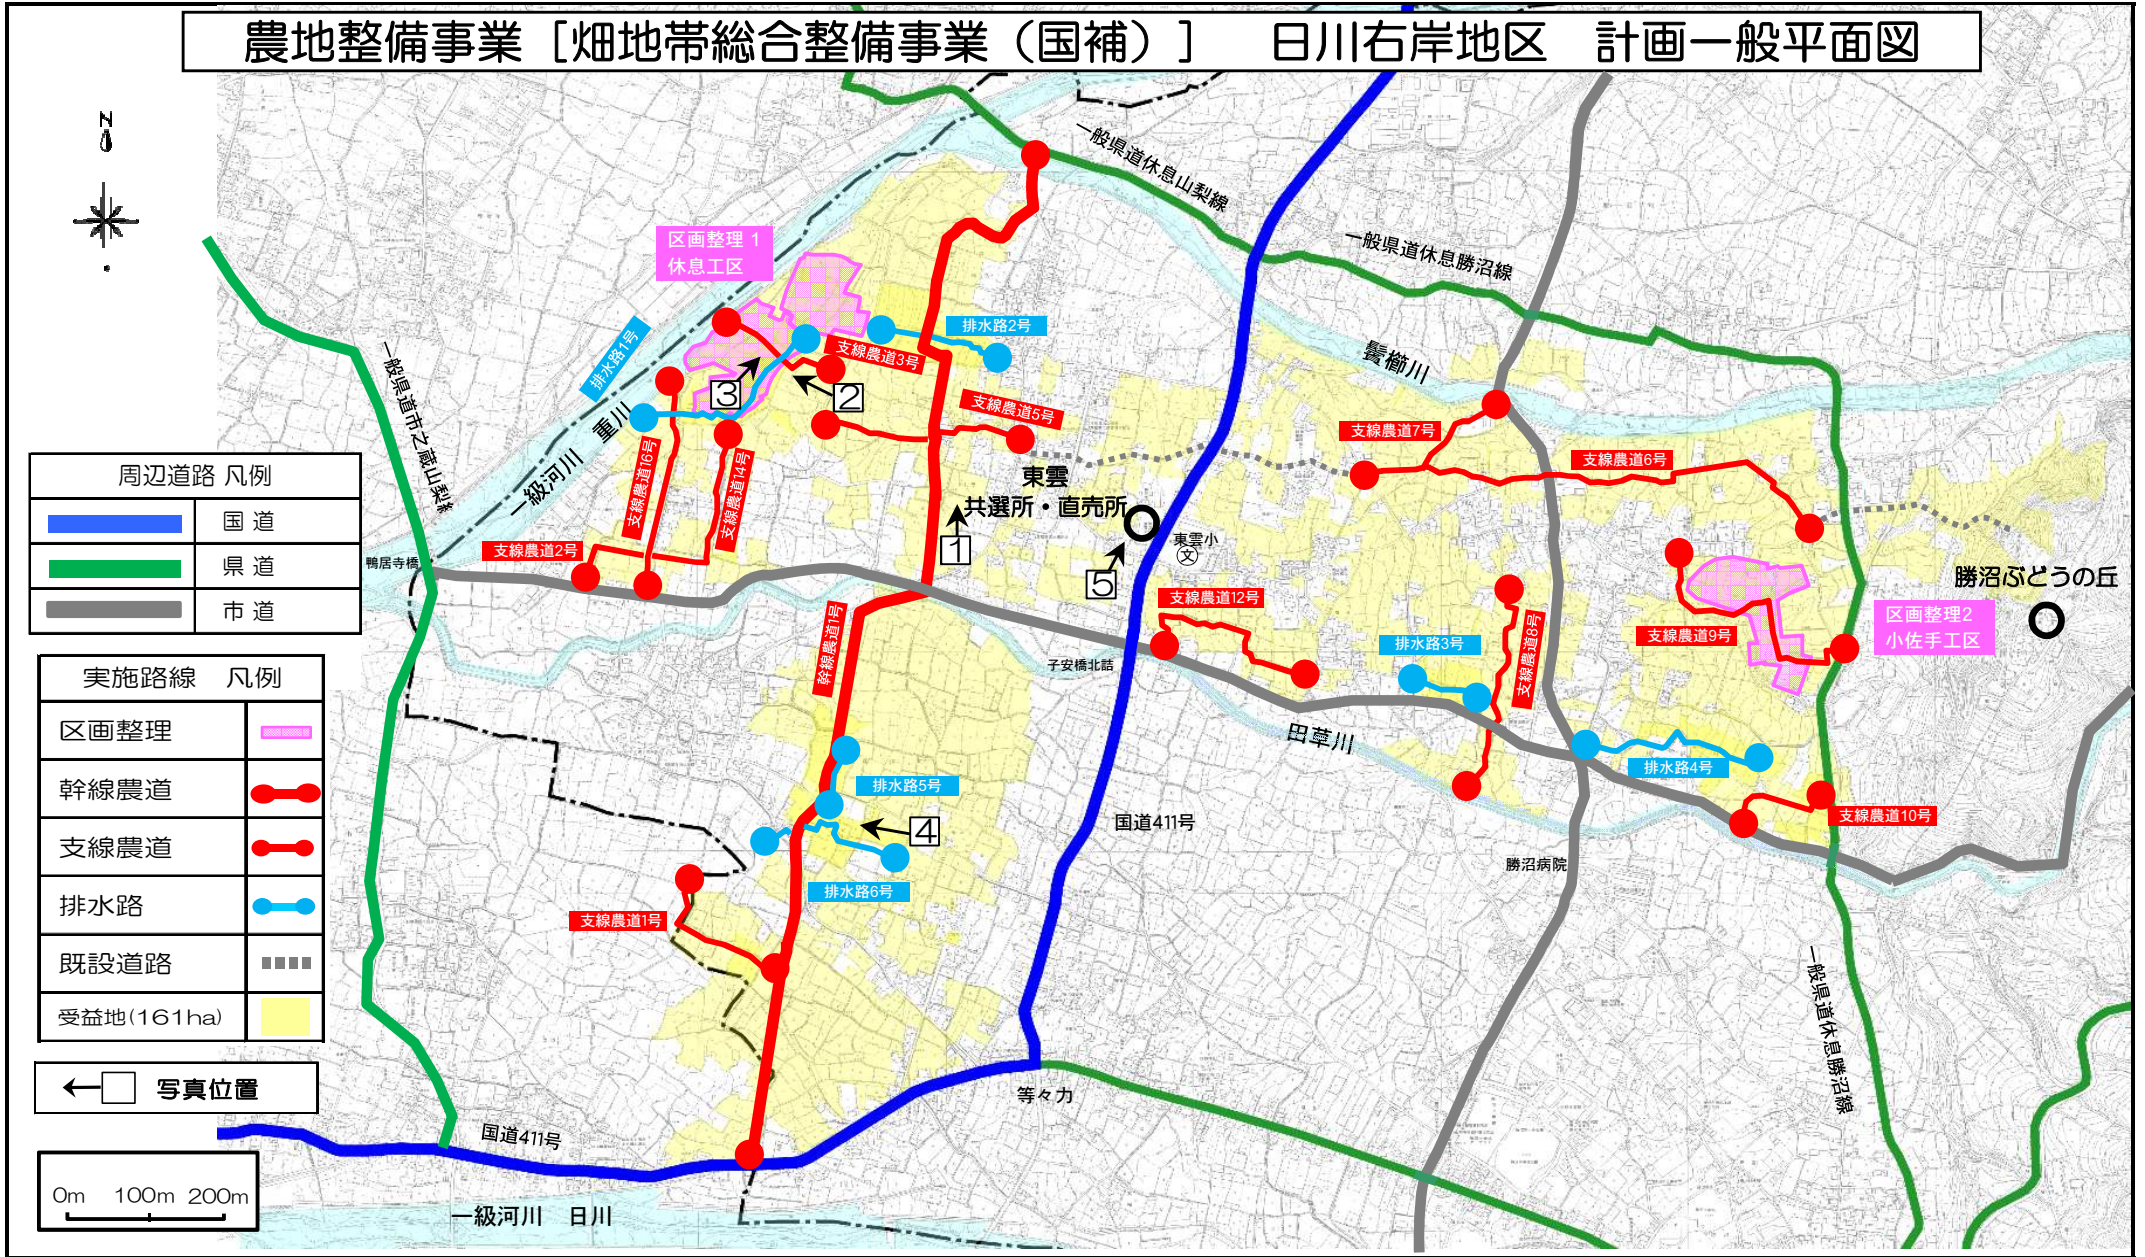 農地整備事業［畑地帯総合整備事業（国補）］ 日川右岸地区 計画一般平面図
N
一般県道休息山梨線
一般県道休息勝沼線
区画整理 1
休息工区
排水路1号
排水路2号
支線農道3号
鬢櫛川
一般県道市之蔵山梨線
3
2
支線農道5号
支線農道7号
支線農道6号
一級河川 重川
支線農道16号
支線農道14号
東雲
共選所・直売所
東雲小
文
1
5
支線農道2号
鴨居寺橋
周辺道路 凡例
国 道
県 道
市 道
勝沼ぶどうの丘
区画整理2
小佐手工区
支線農道12号
支線農道9号
支線農道8号
排水路3号
幹線農道1号
子安橋北詰
田草川
実施路線 凡例
区画整理
幹線農道
支線農道
排水路
既設道路
受益地(161ha)
排水路5号
排水路4号
4
国道411号
支線農道10号
勝沼病院
排水路6号
支線農道1号
一般県道休息勝沼線
写真位置
等々力
国道411号
0m 100m 200m
一級河川 日川